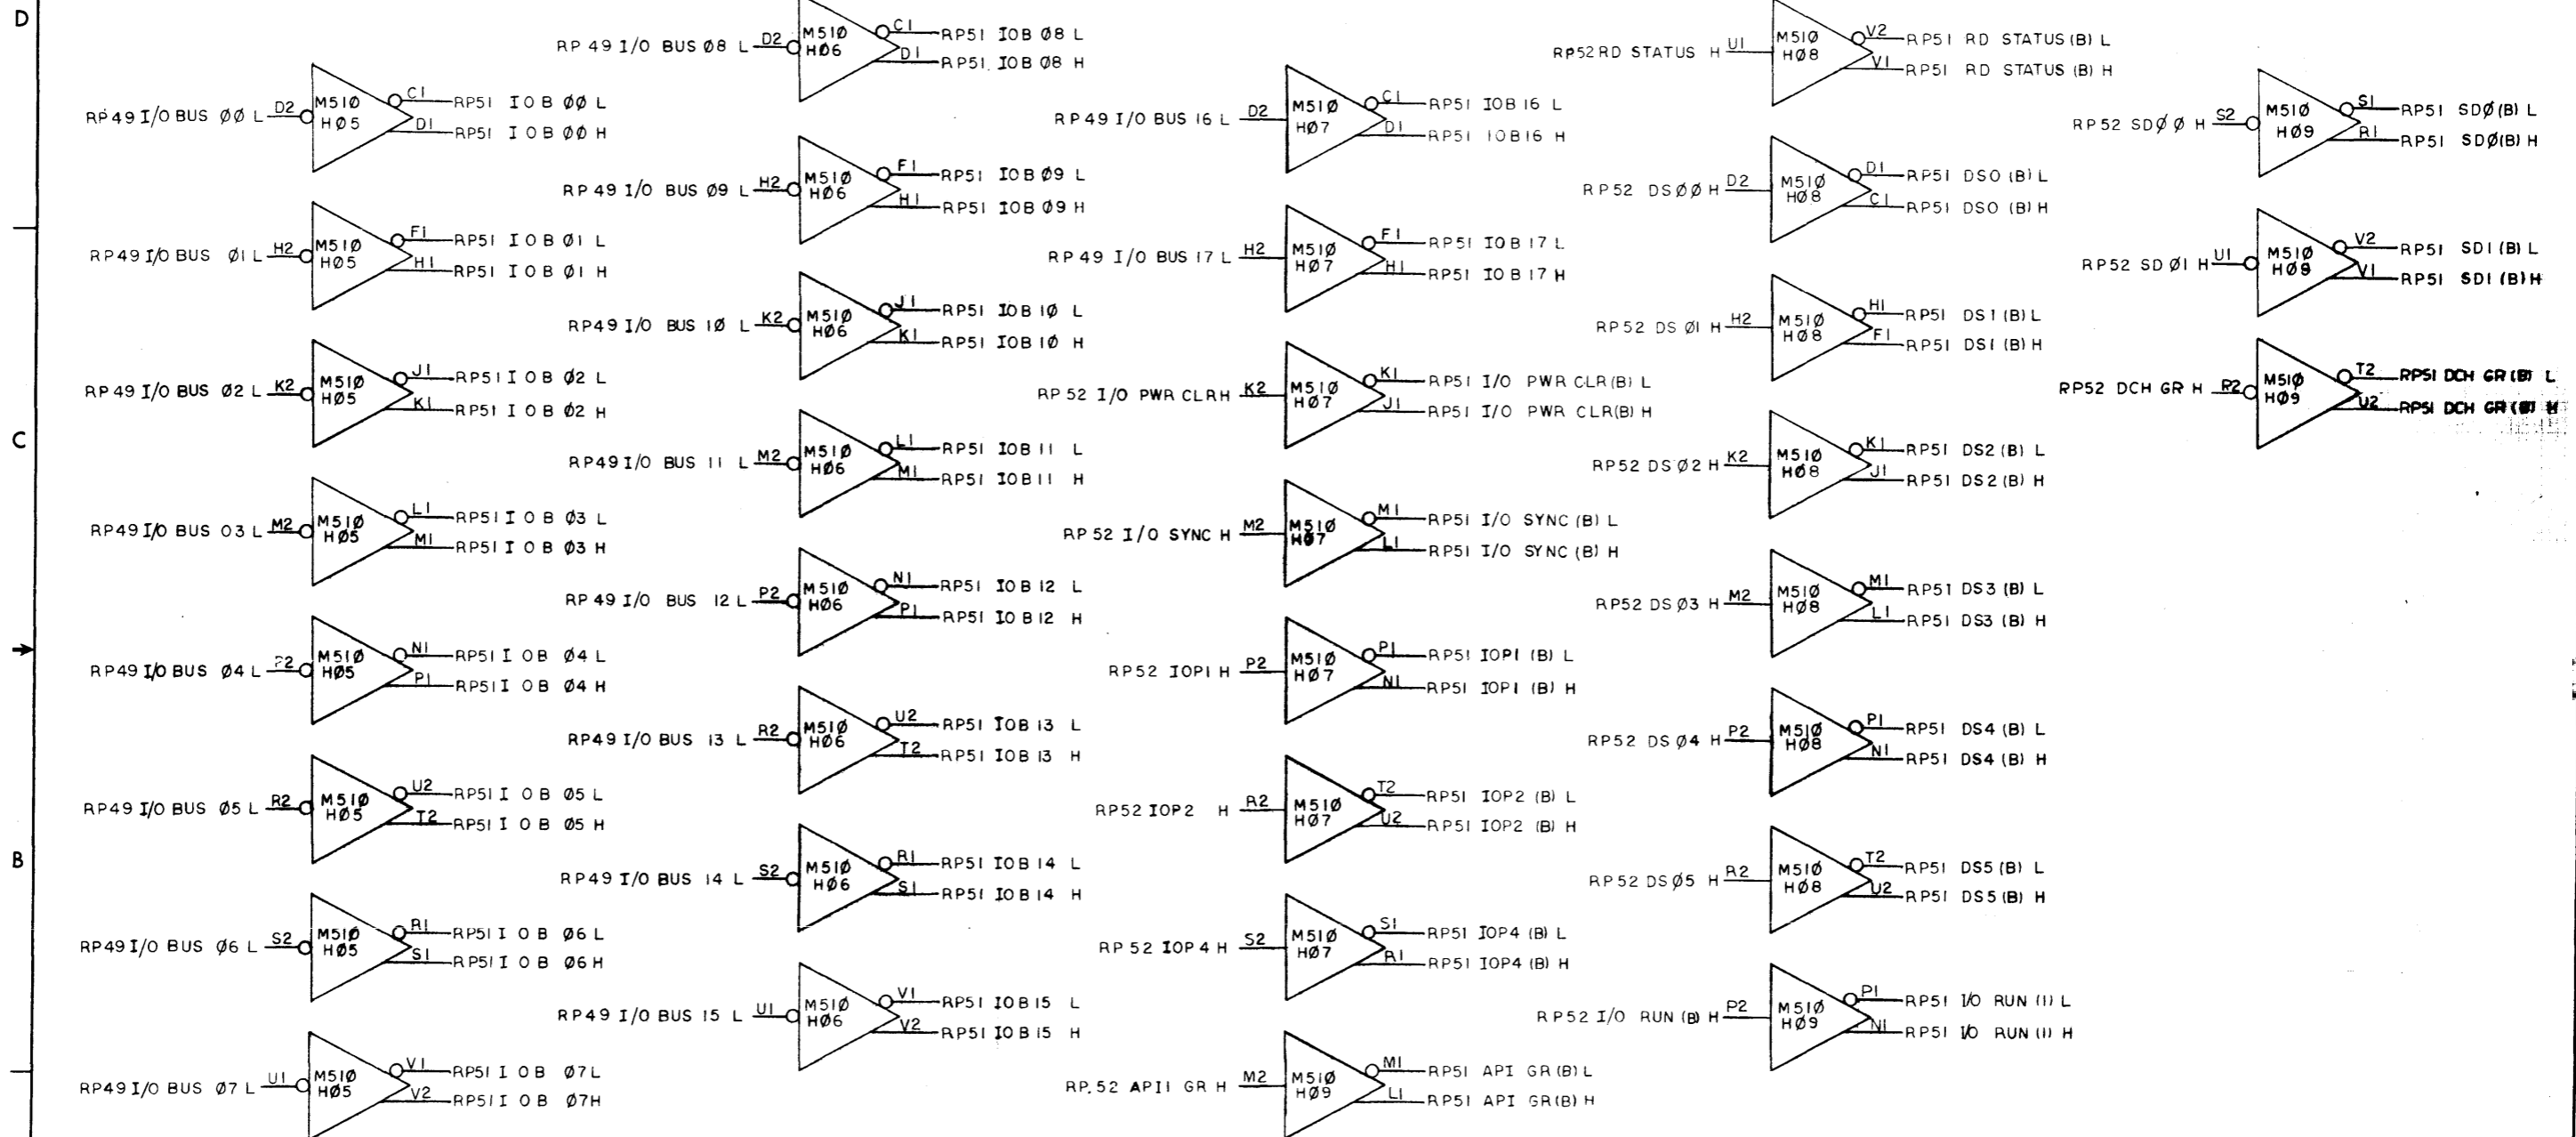 D
C
B
RP49 I/O BUS ØØ L D2 M51Ø HØ5 C1 RP51 IOB ØØ L
D1 RP51 IOB ØØ H
RP49 I/O BUS Ø1 L H2 M51Ø HØ5 F1 RP51 IOB Ø1 L
H1 RP51 IOB Ø1 H
RP49 I/O BUS Ø2 L K2 M51Ø HØ5 J1 RP51 IOB Ø2 L
K1 RP51 IOB Ø2 H
RP49 I/O BUS O3 L M2 M51Ø HØ5 L1 RP51 IOB Ø3 L
M1 RP51 IOB Ø3 H
RP49 I/O BUS Ø4 L P2 M51Ø HØ5 N1 RP51 IOB Ø4 L
P1 RP51 IOB Ø4 H
RP49 I/O BUS Ø5 L R2 M51Ø HØ5 U2 RP51 IOB Ø5 L
T2 RP51 IOB Ø5 H
RP49 I/O BUS Ø6 L S2 M51Ø HØ5 R1 RP51 IOB Ø6 L
S1 RP51 IOB Ø6 H
RP49 I/O BUS Ø7 L U1 M51Ø HØ5 V1 RP51 IOB Ø7 L
V2 RP51 IOB Ø7 H
RP49 I/O BUS Ø8 L D2 M51Ø HØ6 C1 RP51 IOB Ø8 L
D1 RP51 IOB Ø8 H
RP49 I/O BUS Ø9 L H2 M51Ø HØ6 F1 RP51 IOB Ø9 L
H1 RP51 IOB Ø9 H
RP49 I/O BUS 1Ø L K2 M51Ø HØ6 J1 RP51 IOB 1Ø L
K1 RP51 IOB 1Ø H
RP49 I/O BUS 11 L M2 M51Ø HØ6 L1 RP51 IOB 11 L
M1 RP51 IOB 11 H
RP49 I/O BUS 12 L P2 M51Ø HØ6 N1 RP51 IOB 12 L
P1 RP51 IOB 12 H
RP49 I/O BUS 13 L R2 M51Ø HØ6 U2 RP51 IOB 13 L
T2 RP51 IOB 13 H
RP49 I/O BUS 14 L S2 M51Ø HØ6 R1 RP51 IOB 14 L
S1 RP51 IOB 14 H
RP49 I/O BUS 15 L U1 M51Ø HØ6 V1 RP51 IOB 15 L
V2 RP51 IOB 15 H
RP49 I/O BUS 16 L D2 M51Ø HØ7 C1 RP51 IOB 16 L
D1 RP51 IOB 16 H
RP49 I/O BUS 17 L H2 M51Ø HØ7 F1 RP51 IOB 17 L
H1 RP51 IOB 17 H
RP52 I/O PWR CLR H K2 M51Ø HØ7 K1 RP51 I/O PWR CLR(B) L
J1 RP51 I/O PWR CLR(B) H
RP52 I/O SYNC H M2 M51Ø HØ7 M1 RP51 I/O SYNC (B) L
L1 RP51 I/O SYNC (B) H
RP52 IOP1 H P2 M51Ø HØ7 P1 RP51 IOP1 (B) L
N1 RP51 IOP1 (B) H
RP52 IOP2 H R2 M51Ø HØ7 T2 RP51 IOP2 (B) L
U2 RP51 IOP2 (B) H
RP52 IOP4 H S2 M51Ø HØ7 S1 RP51 IOP4 (B) L
R1 RP51 IOP4 (B) H
RP52 API1 GR H M2 M51Ø HØ9 M1 RP51 API GR (B) L
L1 RP51 API GR(B) H
RP52 RD STATUS H U1 M51Ø HØ8 V2 RP51 RD STATUS (B) L
V1 RP51 RD STATUS (B) H
RP52 DSØØ H D2 M51Ø HØ8 D1 RP51 DSO (B) L
C1 RP51 DSO (B) H
RP52 DS Ø1 H H2 M51Ø HØ8 H1 RP51 DS1 (B) L
F1 RP51 DS1 (B) H
RP52 DSØ2 H K2 M51Ø HØ8 K1 RP51 DS2 (B) L
J1 RP51 DS2 (B) H
RP52 DSØ3 H M2 M51Ø HØ8 M1 RP51 DS3 (B) L
L1 RP51 DS3 (B) H
RP52 DSØ4 H P2 M51Ø HØ8 P1 RP51 DS4 (B) L
N1 RP51 DS4 (B) H
RP52 DSØ5 H R2 M51Ø HØ8 T2 RP51 DS5 (B) L
U2 RP51 DS5 (B) H
RP52 I/O RUN (B) H P2 M51Ø HØ9 P1 RP51 I/O RUN (1) L
N1 RP51 I/O RUN (1) H
RP52 SDØØ H S2 M51Ø HØ9 S1 RP51 SDØ(B) L
R1 RP51 SDØ(B) H
RP52 SD Ø1 H U1 M51Ø HØ9 V2 RP51 SD1 (B) L
V1 RP51 SD1 (B) H
RP52 DCH GR H R2 M51Ø HØ9 T2 RP51 DCH GR (B) L
U2 RP51 DCH GR (B) H